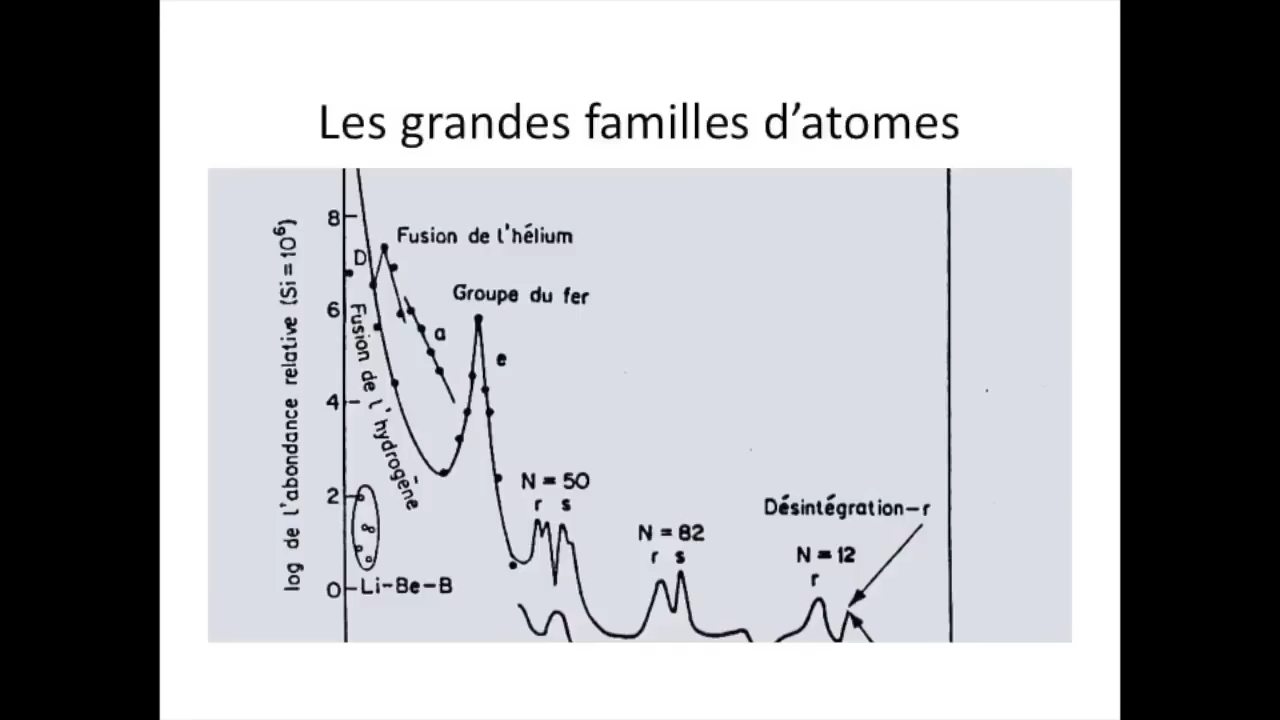 Les grandes familles d'atomes
log de l'abondance relative (Si = 10⁶)
8
6
4
2
0
D
Fusion de l'hélium
Groupe du fer
a
e
Fusion de l'hydrogène
N = 50
r s
N = 82
r s
Désintégration-r
N = 12
r
Li-Be-B